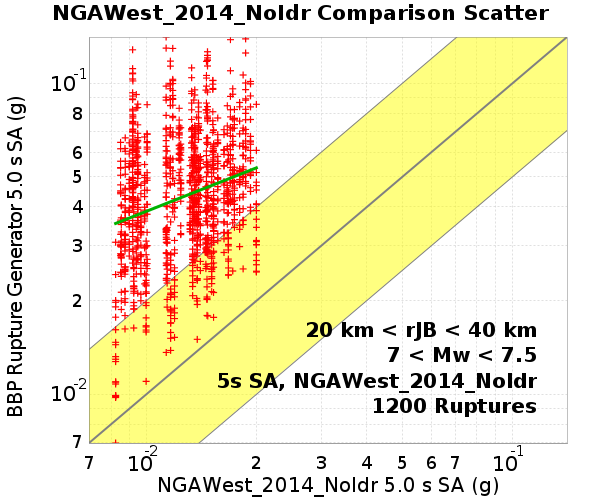 NGAWest_2014_NoIdr Comparison Scatter
BBP Rupture Generator 5.0 s SA (g)
10⁻¹
8
6
5
4
3
2
10⁻²
7
20 km < rJB < 40 km
7 < Mw < 7.5
5s SA, NGAWest_2014_NoIdr
1200 Ruptures
7 10⁻² 2 3 4 5 6 7 10⁻¹
NGAWest_2014_NoIdr 5.0 s SA (g)